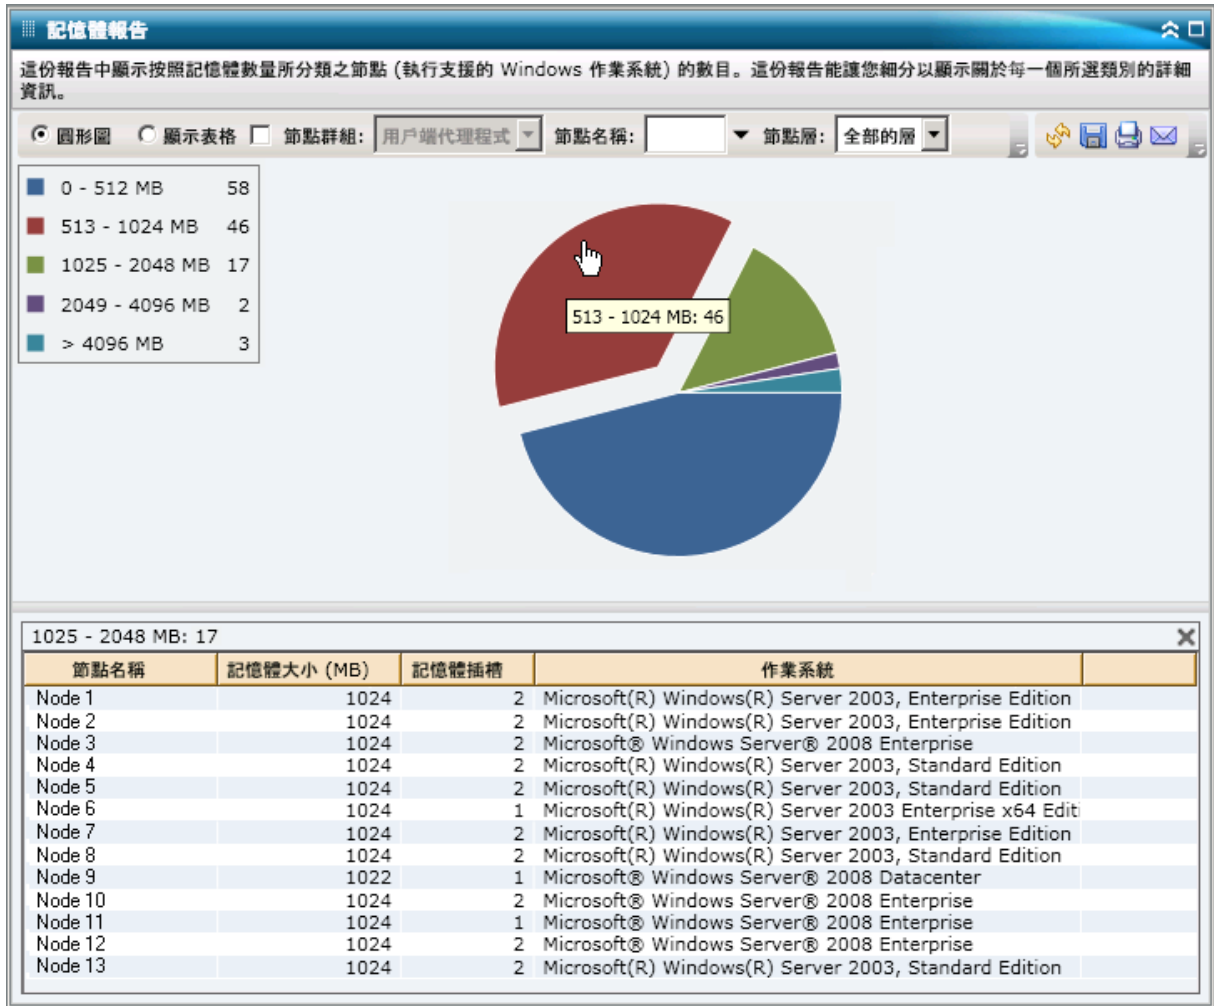 記憶體報告
這份報告中顯示按照記憶體數量所分類之節點 (執行支援的 Windows 作業系統) 的數目。這份報告能讓您細分以顯示關於每一個所選類別的詳細
資訊。
圓形圖 顯示表格 節點群組: 用戶端代理程式 節點名稱: 節點層: 全部的層
0 - 512 MB 58
513 - 1024 MB 46
1025 - 2048 MB 17
2049 - 4096 MB 2
> 4096 MB 3
513 - 1024 MB: 46
1025 - 2048 MB: 17
節點名稱 記憶體大小 (MB) 記憶體插槽 作業系統
Node 1 1024 2 Microsoft(R) Windows(R) Server 2003, Enterprise Edition
Node 2 1024 2 Microsoft(R) Windows(R) Server 2003, Enterprise Edition
Node 3 1024 2 Microsoft® Windows Server® 2008 Enterprise
Node 4 1024 2 Microsoft(R) Windows(R) Server 2003, Standard Edition
Node 5 1024 2 Microsoft(R) Windows(R) Server 2003, Standard Edition
Node 6 1024 1 Microsoft(R) Windows(R) Server 2003 Enterprise x64 Editi
Node 7 1024 2 Microsoft(R) Windows(R) Server 2003, Enterprise Edition
Node 8 1024 2 Microsoft(R) Windows(R) Server 2003, Standard Edition
Node 9 1022 1 Microsoft® Windows Server® 2008 Datacenter
Node 10 1024 2 Microsoft® Windows Server® 2008 Enterprise
Node 11 1024 1 Microsoft® Windows Server® 2008 Enterprise
Node 12 1024 2 Microsoft® Windows Server® 2008 Enterprise
Node 13 1024 2 Microsoft(R) Windows(R) Server 2003, Standard Edition